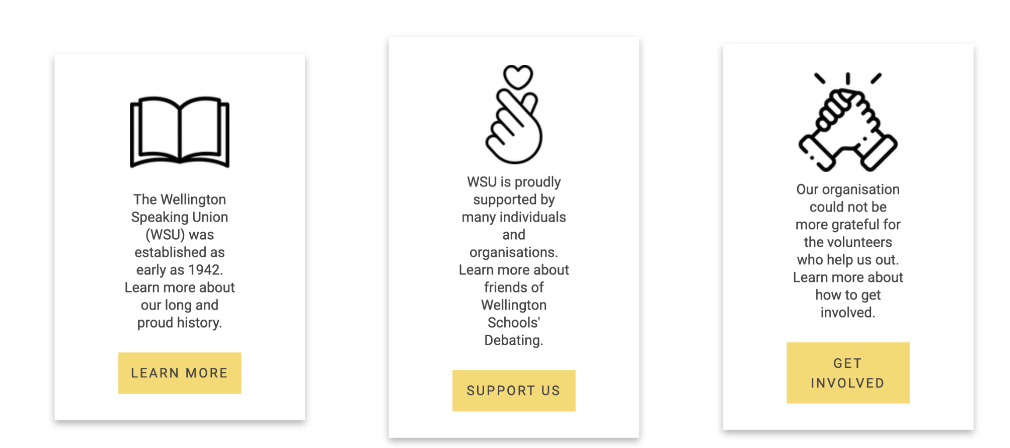 The Wellington
Speaking Union
(WSU) was
established as
early as 1942.
Learn more about
our long and
proud history.
LEARN MORE
WSU is proudly
supported by
many individuals
and
organisations.
Learn more about
friends of
Wellington
Schools'
Debating.
SUPPORT US
Our organisation
could not be
more grateful for
the volunteers
who help us out.
Learn more about
how to get
involved.
GET
INVOLVED